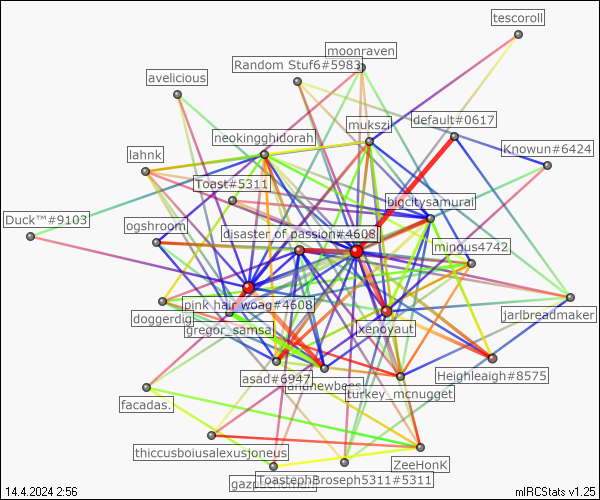 tescoroll
moonraven
Random Stuf6#5983
avelicious
default#0617
mukszi
neokingghidorah
Knowun#6424
lahnk
Toast#5311
bigcitysamurai
Duck™#9103
ogshroom
disaster of passion#4608
mingus4742
pink hair woag#4608
jarlbreadmaker
doggerdig
gregor_samsa
xenoyaut
Heighleaigh#8575
asad#6947
turkey_mcnugget
facadas.
thiccusboiusalexusjoneus
ZeeHonK
ToastephBroseph5311#5311
14.4.2024 2:56
mIRCStats v1.25